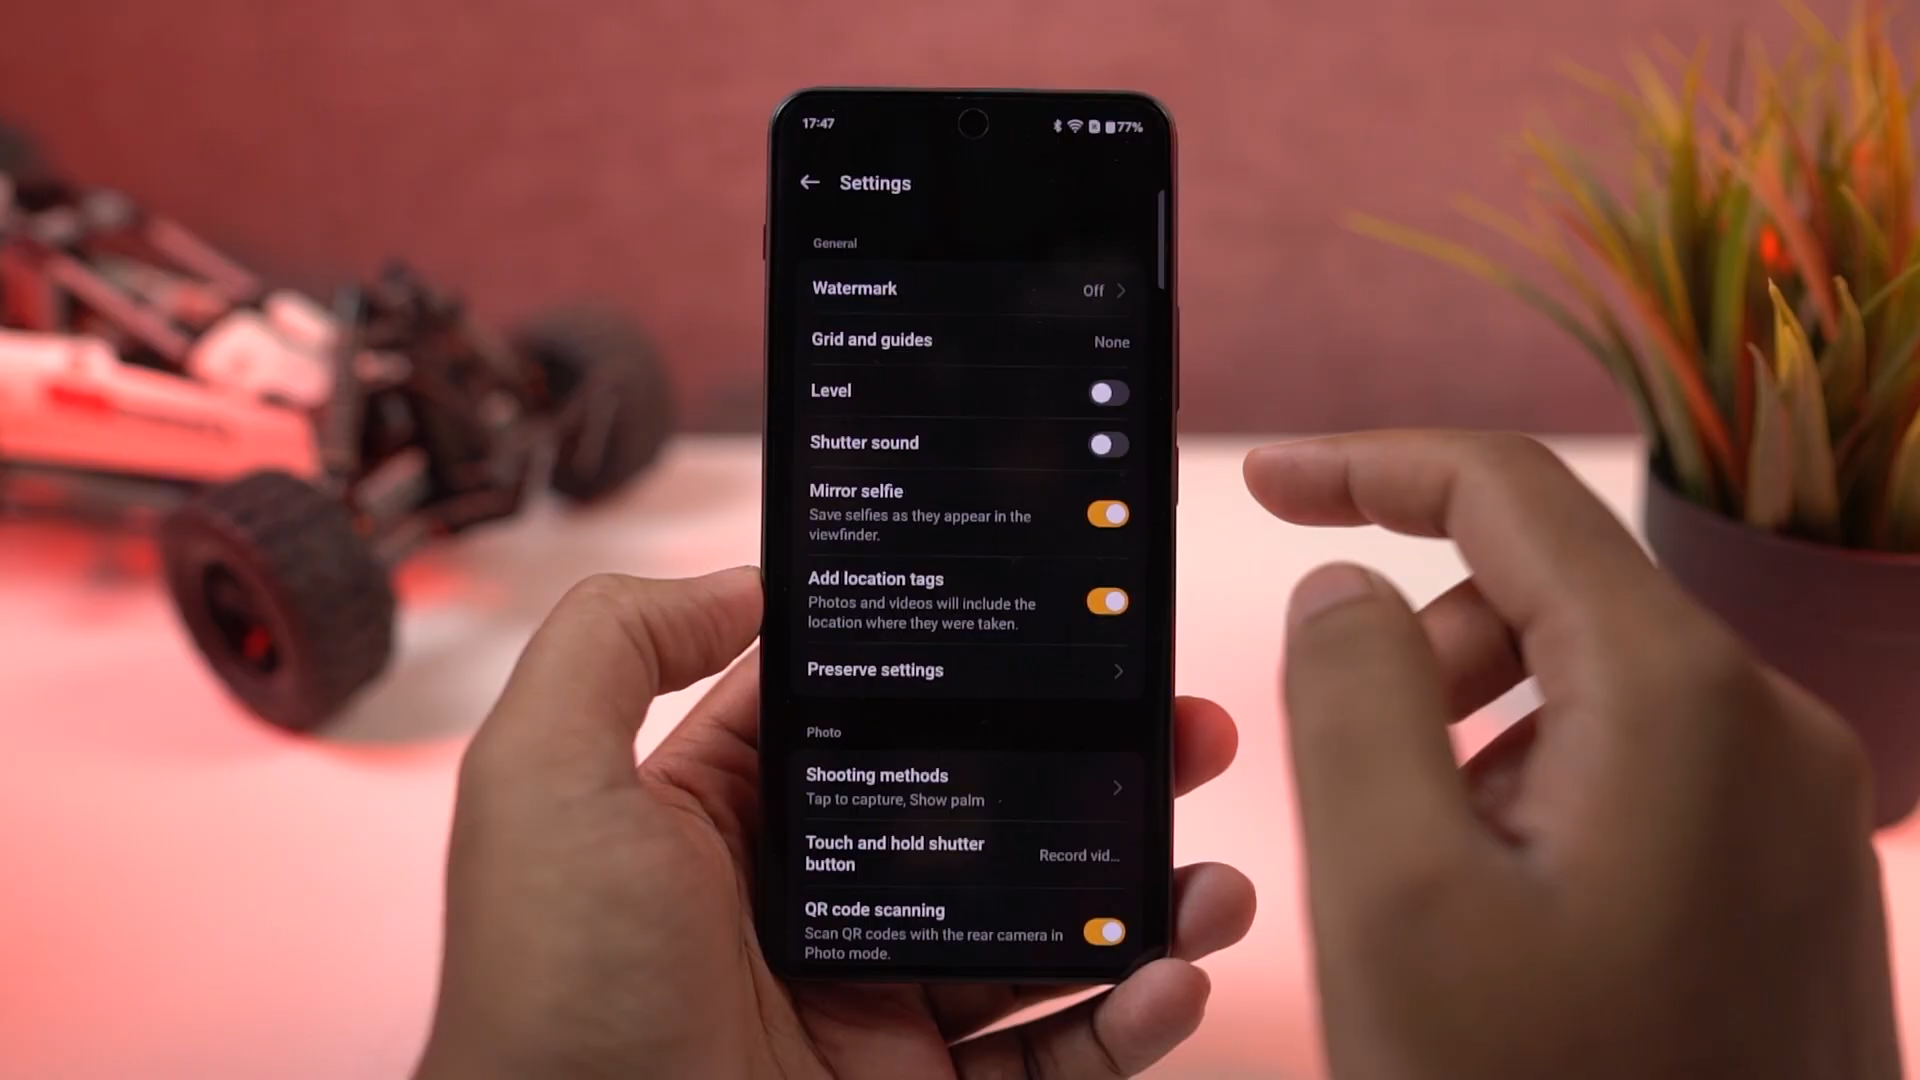 17:47
77%
Settings
General
Watermark
Off
Grid and guides
None
Level
Shutter sound
Mirror selfie
Save selfies as they appear in the
viewfinder.
Add location tags
Photos and videos will include the
location where they were taken.
Preserve settings
Photo
Shooting methods
Tap to capture, Show palm
Touch and hold shutter
button
Record vid...
QR code scanning
Scan QR codes with the rear camera in
Photo mode.